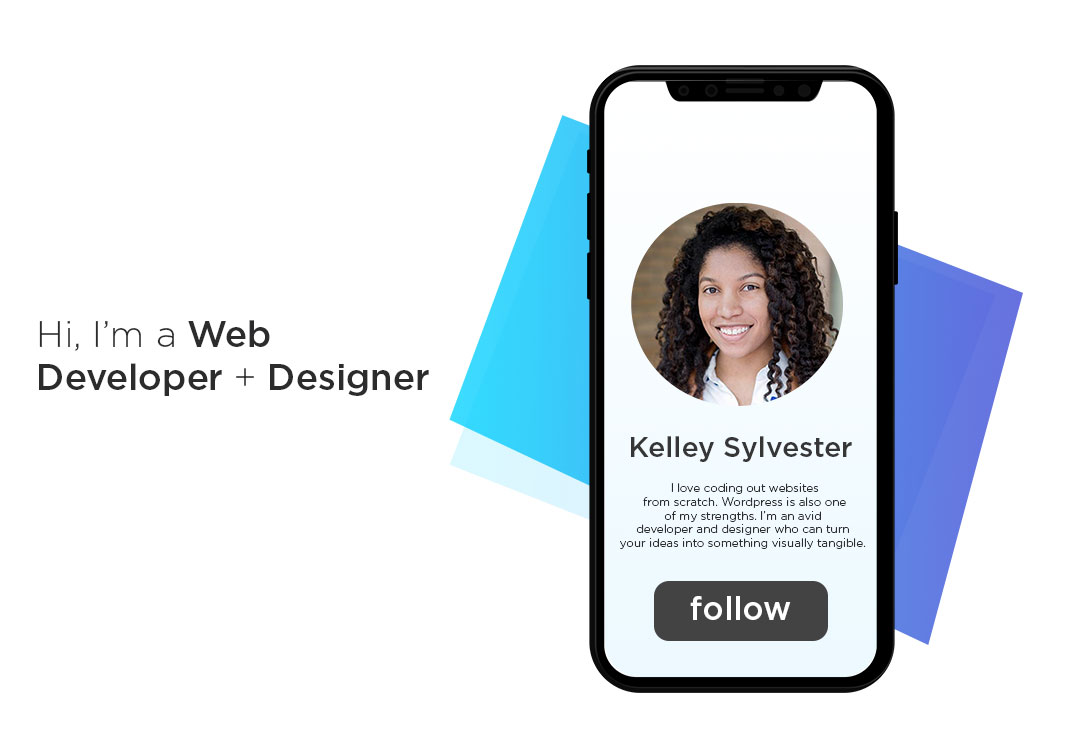 Hi, I'm a Web
Developer + Designer
Kelley Sylvester
I love coding out websites
from scratch. Wordpress is also one
of my strengths. I'm an avid
developer and designer who can turn
your ideas into something visually tangible.
follow